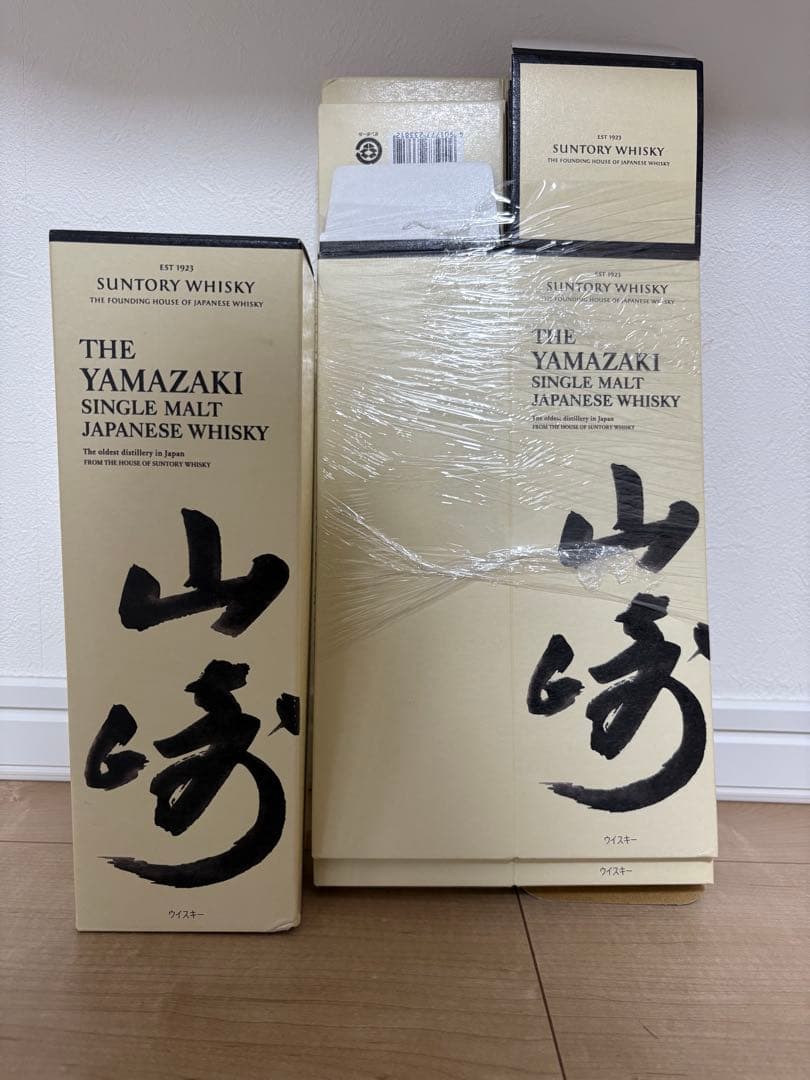 EST 1923
SUNTORY WHISKY
THE FOUNDING HOUSE OF JAPANESE WHISKY
THE
YAMAZAKI
SINGLE MALT
JAPANESE WHISKY
The oldest distillery in Japan
FROM THE HOUSE OF SUNTORY WHISKY
山
崎
ウイスキー
EST 1923
SUNTORY WHISKY
THE FOUNDING HOUSE OF JAPANESE WHISKY
EST 1923
SUNTORY WHISKY
THE FOUNDING HOUSE OF JAPANESE WHISKY
THE
YAMAZAKI
SINGLE MALT
JAPANESE WHISKY
The oldest distillery in Japan
FROM THE HOUSE OF SUNTORY WHISKY
山
崎
ウイスキー
ウイスキー